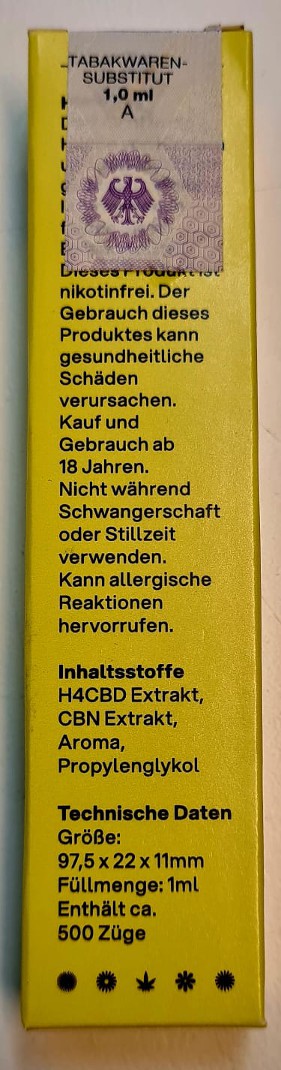 TABAKWAREN-
SUBSTITUT
1,0 ml
A
Dieses Produkt ist
nikotinfrei. Der
Gebrauch dieses
Produktes kann
gesundheitliche
Schäden
verursachen.
Kauf und
Gebrauch ab
18 Jahren.
Nicht während
Schwangerschaft
oder Stillzeit
verwenden.
Kann allergische
Reaktionen
hervorrufen.
Inhaltsstoffe
H4CBD Extrakt,
CBN Extrakt,
Aroma,
Propylenglykol
Technische Daten
Größe:
97,5 x 22 x 11mm
Füllmenge: 1ml
Enthält ca.
500 Züge